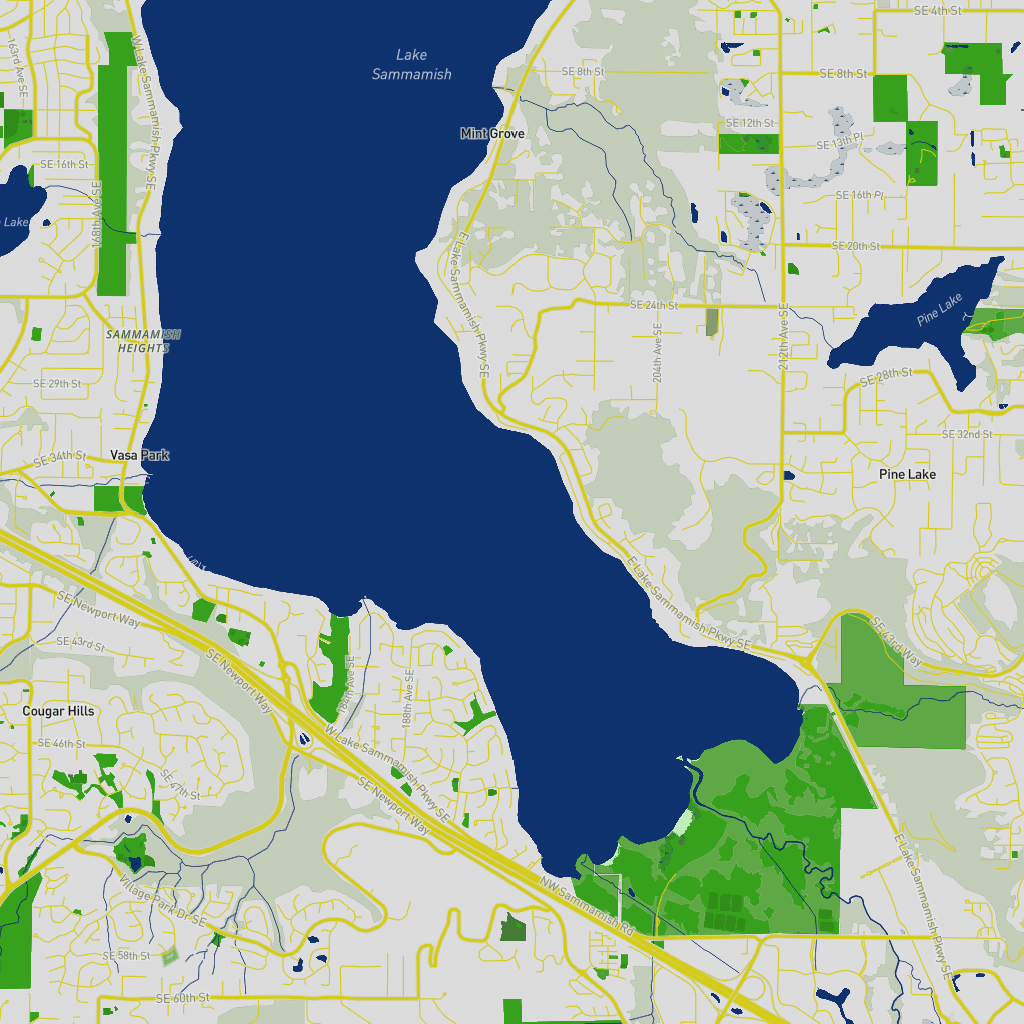 SE 4th St
163rd Ave SE
Lake
Sammamish
SE 8th St
SE 8th St
W Lake Sammamish Pkwy SE
SE 12th St
Mint Grove
SE 13th Pl
SE 16th St
168th Ave SE
SE 16th Pl
Lake
SE 20th St
E Lake Sammamish Pkwy SE
SE 24th St
Pine Lake
SAMMAMISH
HEIGHTS
204th Ave SE
212th Ave SE
SE 29th St
SE 28th St
SE 32nd St
SE 34th St
Vasa Park
Pine Lake
E Lake Sammamish Pkwy SE
SE Newport Way
SE 43rd St
SE 43rd Way
SE Newport Way
184th Ave SE
188th Ave SE
Cougar Hills
SE 46th St
W Lake Sammamish Pkwy SE
SE 47th St
SE Newport Way
E Lake Sammamish Pkwy SE
Village Park Dr SE
NW Sammamish Rd
SE 58th St
SE 60th St